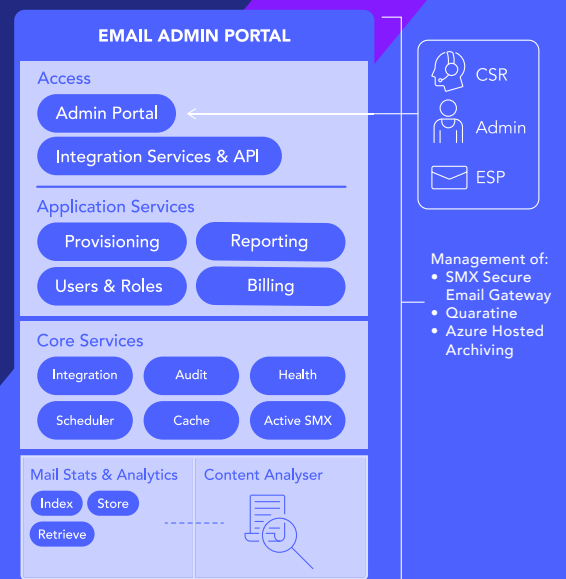 EMAIL ADMIN PORTAL
Access
Admin Portal
Integration Services & API
Application Services
Provisioning
Reporting
Users & Roles
Billing
Core Services
Integration
Audit
Health
Scheduler
Cache
Active SMX
Mail Stats & Analytics
Index
Store
Retrieve
Content Analyser
CSR
Admin
ESP
Management of:
• SMX Secure
Email Gateway
• Quaratine
• Azure Hosted
Archiving